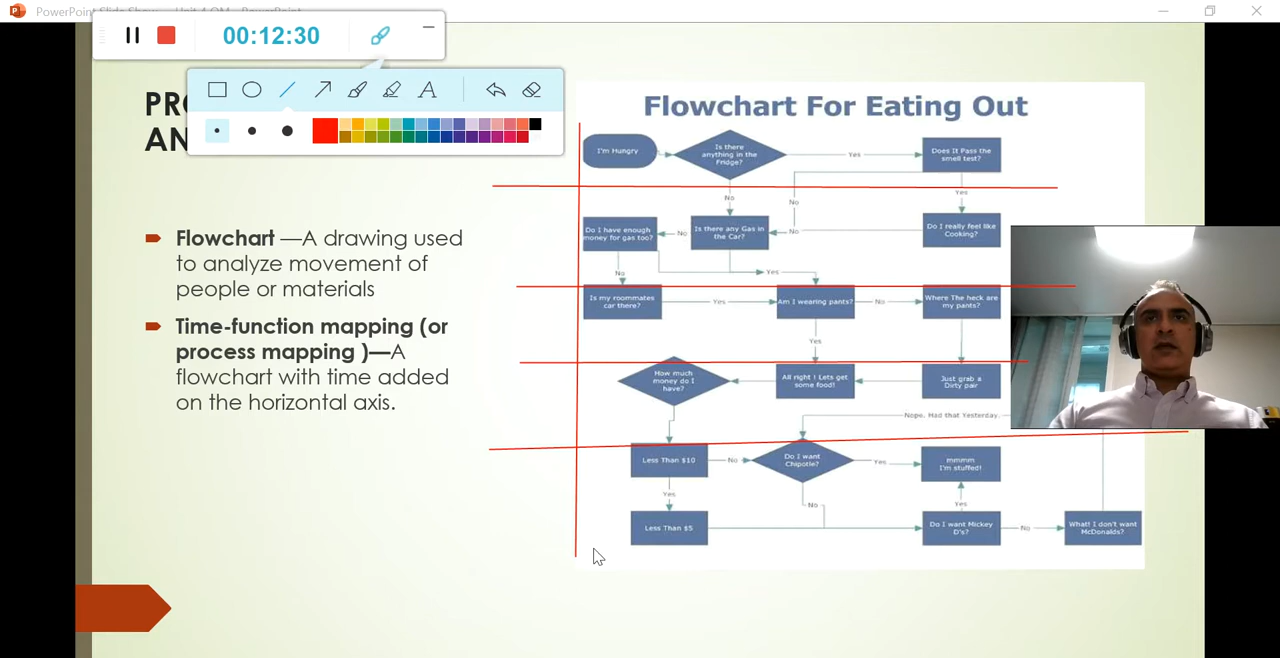 PowerPoint Slide Show - Unit 4 OM - PowerPoint
00:12:30
A
PR
AN
Flowchart —A drawing used
to analyze movement of
people or materials
Time-function mapping (or
process mapping )—A
flowchart with time added
on the horizontal axis.
Flowchart For Eating Out
I'm Hungry
Is there
anything in the
Fridge?
Yes
Does It Pass the
smell test?
No
No
Yes
Do I have enough
money for gas too?
No
Is there any Gas in
the Car?
No
Do I really feel like
Cooking?
No
Yes
Is my roommates
car there?
Yes
Am I wearing pants?
No
Where The heck are
my pants?
Yes
How much
money do I
have?
All right ! Lets get
some food!
Just grab a
Dirty pair
Nope. Had that Yesterday.
Less Than $10
No
Do I want
Chipotle?
Yes
mmmm
I'm stuffed!
Yes
No
Yes
Less Than $5
Do I want Mickey
D's?
No
What! I don't want
McDonalds?